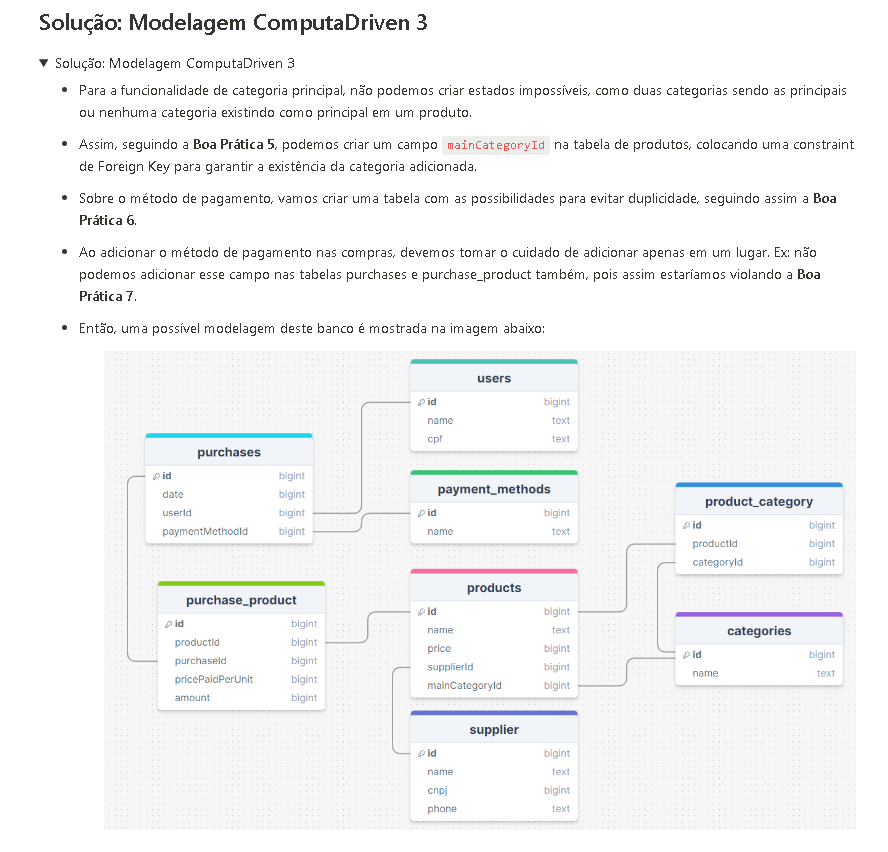 Solução: Modelagem ComputaDriven 3
Solução: Modelagem ComputaDriven 3
Para a funcionalidade de categoria principal, não podemos criar estados impossíveis, como duas categorias sendo as principais
ou nenhuma categoria existindo como principal em um produto.
Assim, seguindo a Boa Prática 5, podemos criar um campo mainCategoryId na tabela de produtos, colocando uma constraint
de Foreign Key para garantir a existência da categoria adicionada.
Sobre o método de pagamento, vamos criar uma tabela com as possibilidades para evitar duplicidade, seguindo assim a Boa
Prática 6.
Ao adicionar o método de pagamento nas compras, devemos tomar o cuidado de adicionar apenas em um lugar. Ex: não
podemos adicionar esse campo nas tabelas purchases e purchase_product também, pois assim estaríamos violando a Boa
Prática 7.
Então, uma possível modelagem deste banco é mostrada na imagem abaixo:
users
id bigint
name text
cpf text
purchases
id bigint
date bigint
userId bigint
paymentMethodId bigint
payment_methods
id bigint
name text
product_category
id bigint
productId bigint
categoryId bigint
purchase_product
id bigint
productId bigint
purchaseId bigint
pricePaidPerUnit bigint
amount bigint
products
id bigint
name text
price bigint
supplierId bigint
mainCategoryId bigint
categories
id bigint
name text
supplier
id bigint
name text
cnpj bigint
phone text